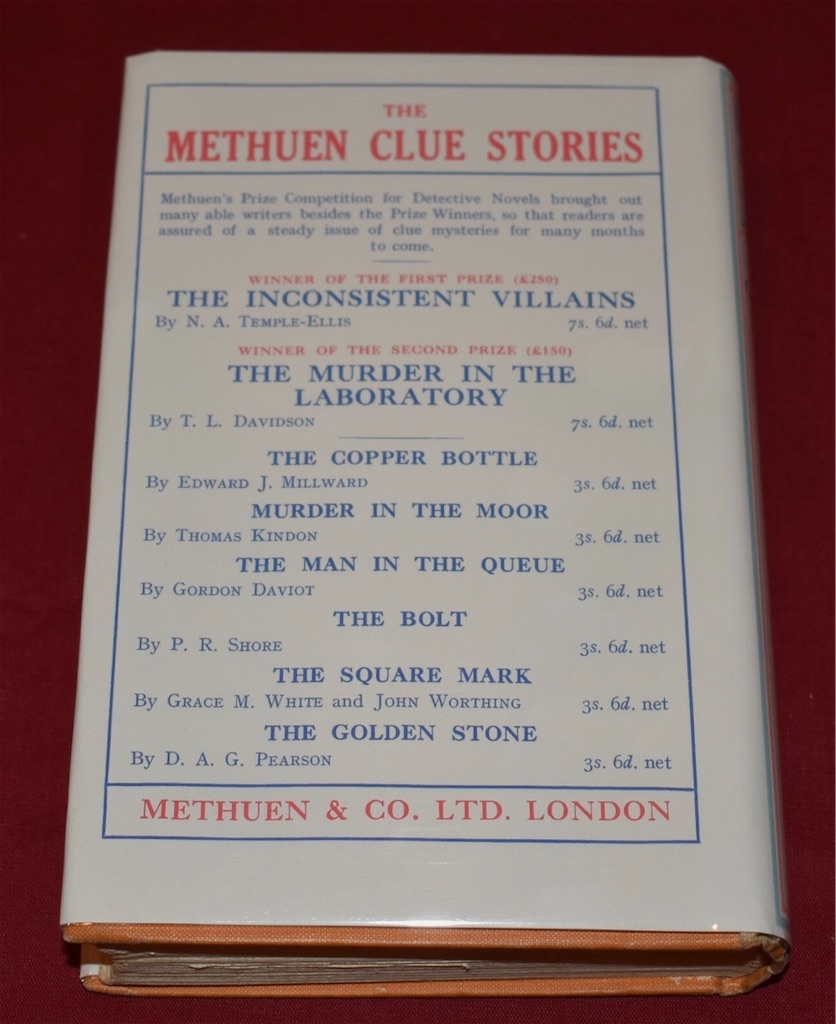 THE
METHUEN CLUE STORIES
Methuen's Prize Competition for Detective Novels brought out
many able writers besides the Prize Winners, so that readers are
assured of a steady issue of clue mysteries for many months
to come.
WINNER OF THE FIRST PRIZE (£250)
THE INCONSISTENT VILLAINS
By N. A. TEMPLE-ELLIS 7s. 6d. net
WINNER OF THE SECOND PRIZE (£150)
THE MURDER IN THE
LABORATORY
By T. L. DAVIDSON 7s. 6d. net
THE COPPER BOTTLE
By EDWARD J. MILLWARD 3s. 6d. net
MURDER IN THE MOOR
By THOMAS KINDON 3s. 6d. net
THE MAN IN THE QUEUE
By GORDON DAVIOT 3s. 6d. net
THE BOLT
By P. R. SHORE 3s. 6d. net
THE SQUARE MARK
By GRACE M. WHITE and JOHN WORTHING 3s. 6d. net
THE GOLDEN STONE
By D. A. G. PEARSON 3s. 6d. net
METHUEN & CO. LTD. LONDON